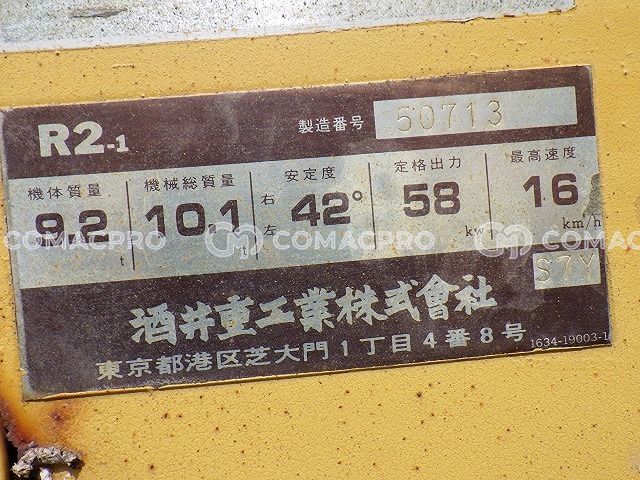 R2-1 製造番号 50713
機体質量 機械総質量 安定度 定格出力 最高速度
9.2 t 10.1 t 右 左 42° 58 kw 16 km/h
S7Y
酒井重工業株式會社
東京都港区芝大門1丁目4番8号 1634-19003-1
COMACPRO COMACPRO COMACPRO